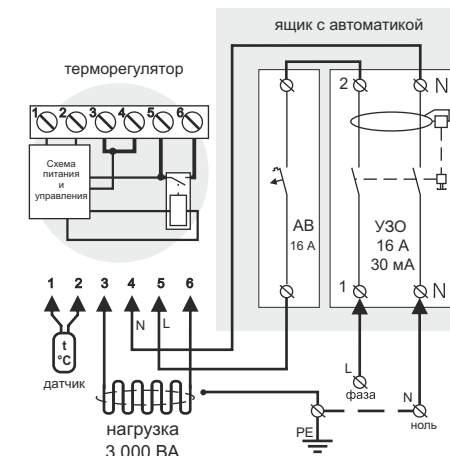 ящик с автоматикой
терморегулятор
2 N
1 2 3 4 5 6
Схема
питания
и
управления
АВ
16 А
УЗО
16 А
30 мА
1 N
1 2 3 4 5 6
N L
t
°C
датчик
L
фаза
N
ноль
PE
нагрузка
3 000 ВА